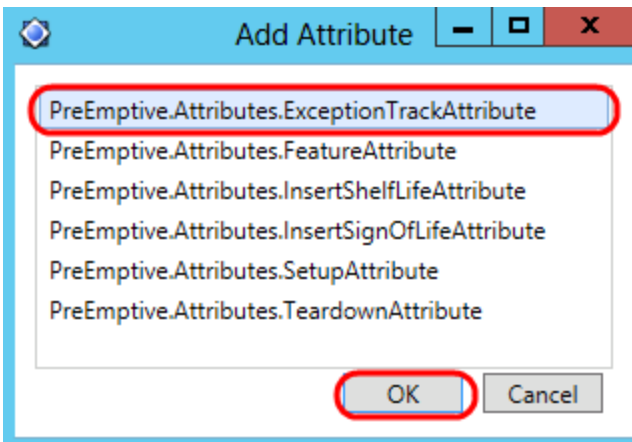 Add Attribute
PreEmptive.Attributes.ExceptionTrackAttribute
PreEmptive.Attributes.FeatureAttribute
PreEmptive.Attributes.InsertShelfLifeAttribute
PreEmptive.Attributes.InsertSignOfLifeAttribute
PreEmptive.Attributes.SetupAttribute
PreEmptive.Attributes.TeardownAttribute
OK Cancel